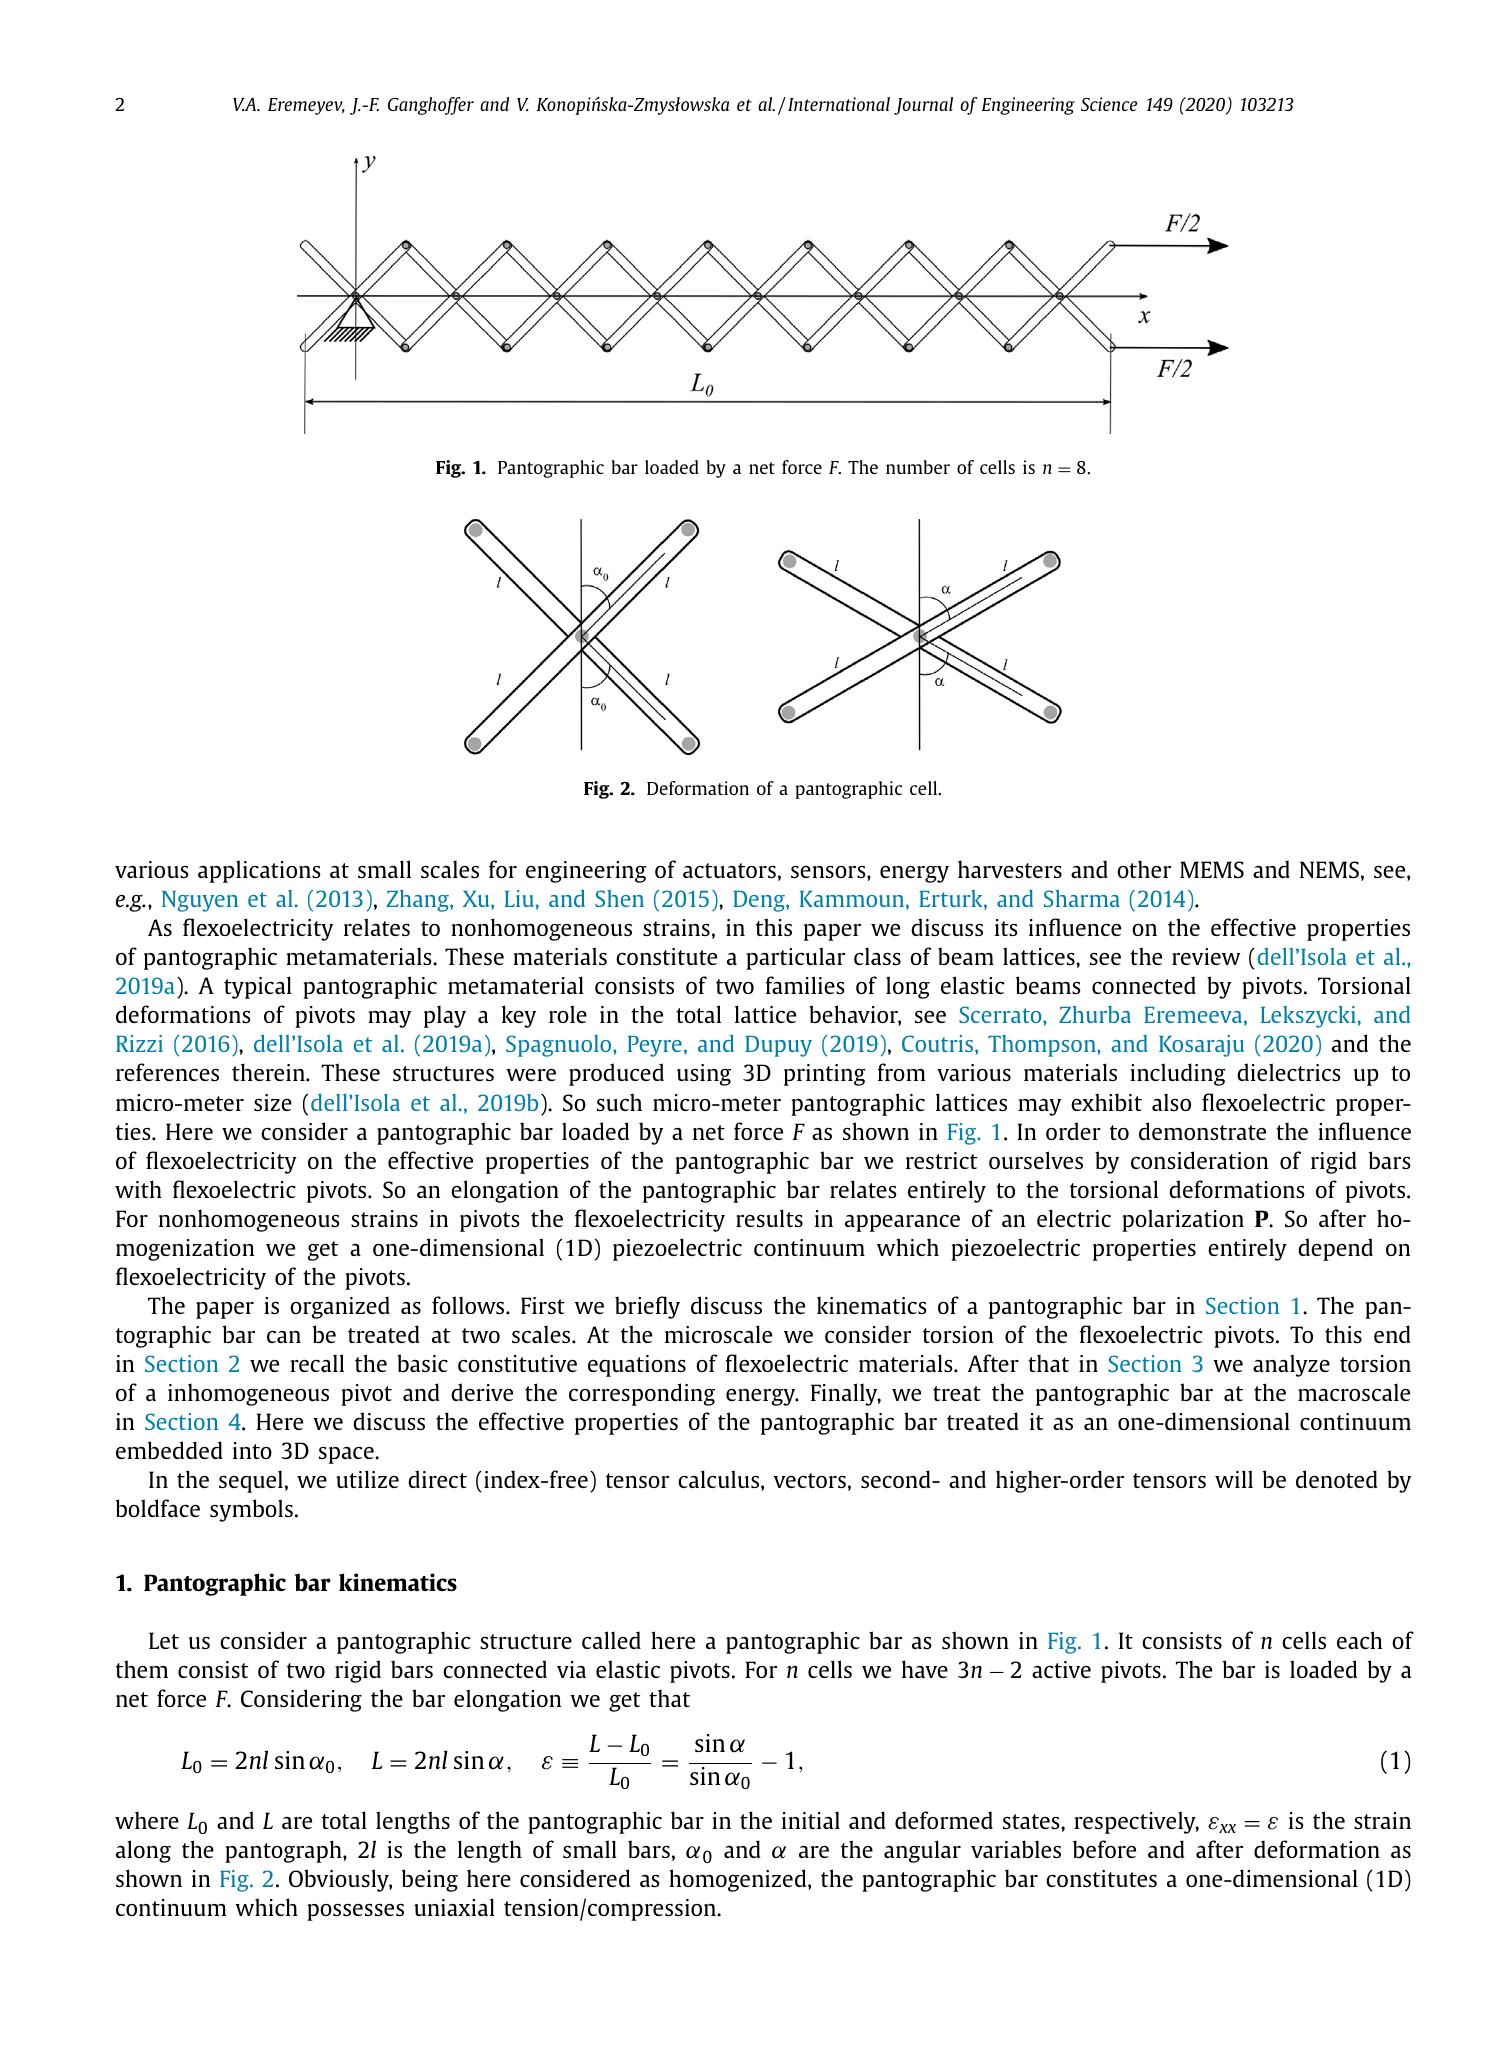 2 V.A. Eremeyev, J.-F. Ganghoffer and V. Konopińska-Zmysłowska et al. / International Journal of Engineering Science 149 (2020) 103213
y
F/2
x
F/2
L₀
Fig. 1. Pantographic bar loaded by a net force F. The number of cells is n = 8.
α₀ l l l l α₀
α l l l l α
Fig. 2. Deformation of a pantographic cell.
various applications at small scales for engineering of actuators, sensors, energy harvesters and other MEMS and NEMS, see,
e.g., Nguyen et al. (2013), Zhang, Xu, Liu, and Shen (2015), Deng, Kammoun, Erturk, and Sharma (2014).
As flexoelectricity relates to nonhomogeneous strains, in this paper we discuss its influence on the effective properties
of pantographic metamaterials. These materials constitute a particular class of beam lattices, see the review (dell'Isola et al.,
2019a). A typical pantographic metamaterial consists of two families of long elastic beams connected by pivots. Torsional
deformations of pivots may play a key role in the total lattice behavior, see Scerrato, Zhurba Eremeeva, Lekszycki, and
Rizzi (2016), dell'Isola et al. (2019a), Spagnuolo, Peyre, and Dupuy (2019), Coutris, Thompson, and Kosaraju (2020) and the
references therein. These structures were produced using 3D printing from various materials including dielectrics up to
micro-meter size (dell'Isola et al., 2019b). So such micro-meter pantographic lattices may exhibit also flexoelectric proper-
ties. Here we consider a pantographic bar loaded by a net force F as shown in Fig. 1. In order to demonstrate the influence
of flexoelectricity on the effective properties of the pantographic bar we restrict ourselves by consideration of rigid bars
with flexoelectric pivots. So an elongation of the pantographic bar relates entirely to the torsional deformations of pivots.
For nonhomogeneous strains in pivots the flexoelectricity results in appearance of an electric polarization P. So after ho-
mogenization we get a one-dimensional (1D) piezoelectric continuum which piezoelectric properties entirely depend on
flexoelectricity of the pivots.
The paper is organized as follows. First we briefly discuss the kinematics of a pantographic bar in Section 1. The pan-
tographic bar can be treated at two scales. At the microscale we consider torsion of the flexoelectric pivots. To this end
in Section 2 we recall the basic constitutive equations of flexoelectric materials. After that in Section 3 we analyze torsion
of a inhomogeneous pivot and derive the corresponding energy. Finally, we treat the pantographic bar at the macroscale
in Section 4. Here we discuss the effective properties of the pantographic bar treated it as an one-dimensional continuum
embedded into 3D space.
In the sequel, we utilize direct (index-free) tensor calculus, vectors, second- and higher-order tensors will be denoted by
boldface symbols.
1. Pantographic bar kinematics
Let us consider a pantographic structure called here a pantographic bar as shown in Fig. 1. It consists of n cells each of
them consist of two rigid bars connected via elastic pivots. For n cells we have 3n − 2 active pivots. The bar is loaded by a
net force F. Considering the bar elongation we get that
L₀ = 2nl sin α₀, L = 2nl sin α, ε ≡ (L − L₀)/L₀ = sin α/sin α₀ − 1, (1)
where L₀ and L are total lengths of the pantographic bar in the initial and deformed states, respectively, εₓₓ = ε is the strain
along the pantograph, 2l is the length of small bars, α₀ and α are the angular variables before and after deformation as
shown in Fig. 2. Obviously, being here considered as homogenized, the pantographic bar constitutes a one-dimensional (1D)
continuum which possesses uniaxial tension/compression.